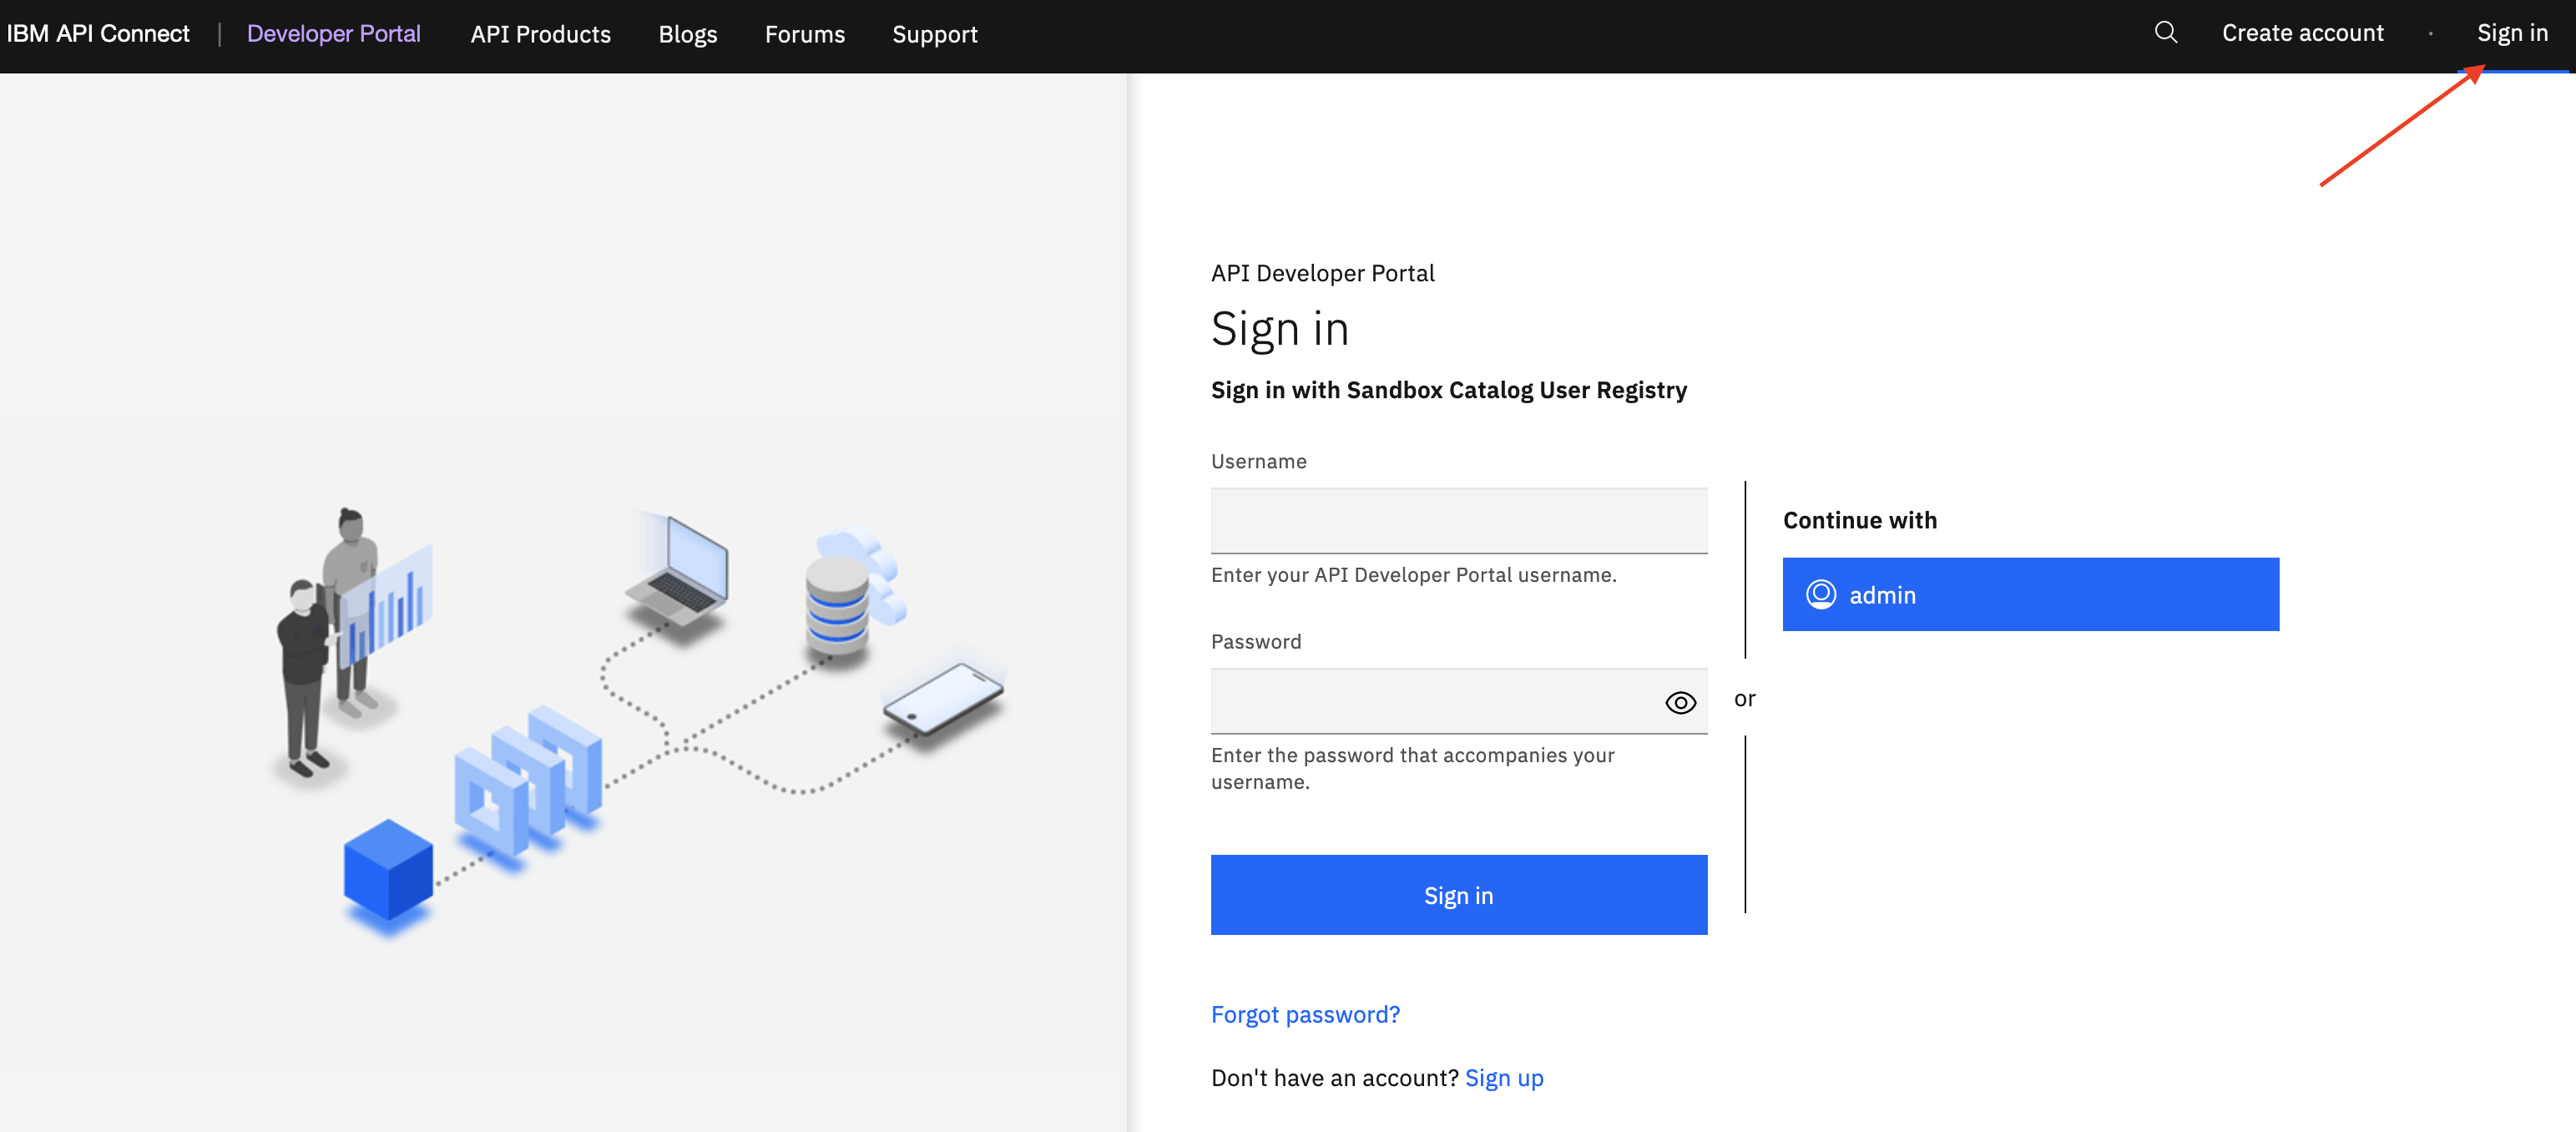 IBM API Connect | Developer Portal API Products Blogs Forums Support Create account · Sign in
API Developer Portal
Sign in
Sign in with Sandbox Catalog User Registry
Username
Enter your API Developer Portal username.
Password
Enter the password that accompanies your
username.
Sign in
or
Continue with
admin
Forgot password?
Don't have an account? Sign up